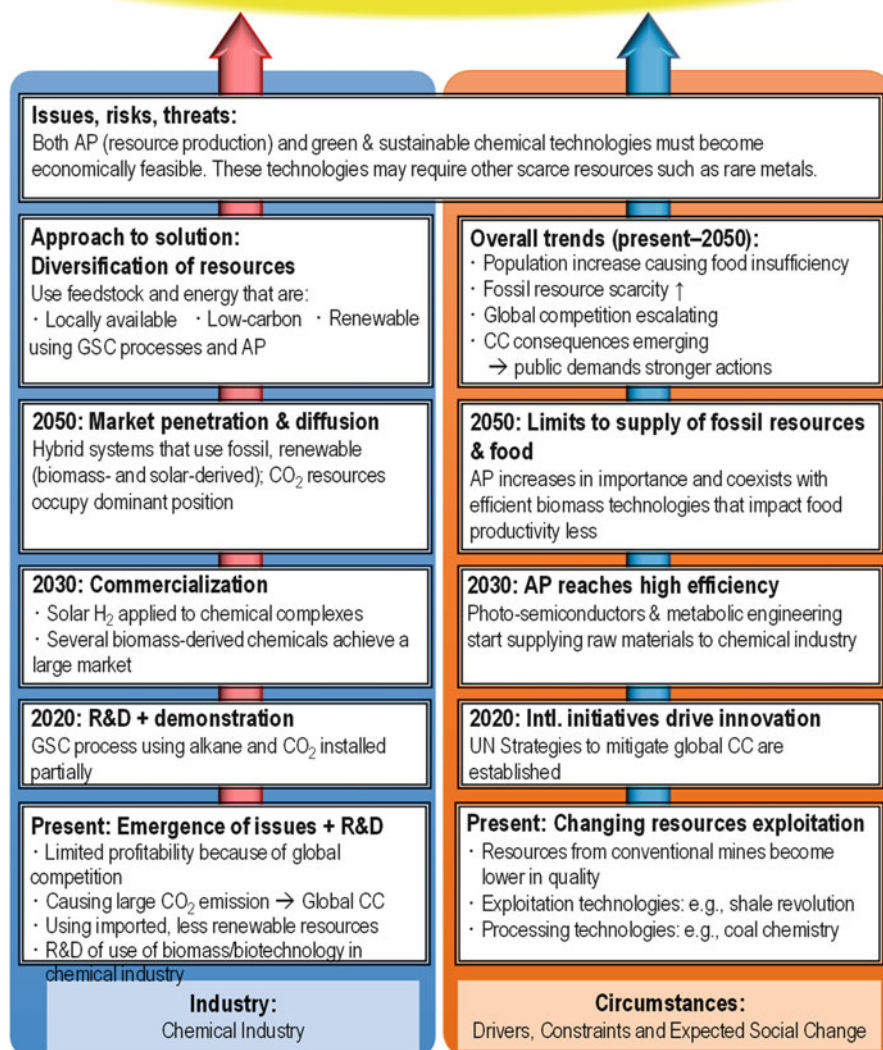 Issues, risks, threats:
Both AP (resource production) and green & sustainable chemical technologies must become
economically feasible. These technologies may require other scarce resources such as rare metals.
Approach to solution:
Diversification of resources
Use feedstock and energy that are:
· Locally available · Low-carbon · Renewable
using GSC processes and AP
2050: Market penetration & diffusion
Hybrid systems that use fossil, renewable
(biomass- and solar-derived); CO₂ resources
occupy dominant position
2030: Commercialization
· Solar H₂ applied to chemical complexes
· Several biomass-derived chemicals achieve a
large market
2020: R&D + demonstration
GSC process using alkane and CO₂ installed
partially
Present: Emergence of issues + R&D
· Limited profitability because of global
competition
· Causing large CO₂ emission → Global CC
· Using imported, less renewable resources
· R&D of use of biomass/biotechnology in
chemical industry
Industry:
Chemical Industry
Overall trends (present–2050):
· Population increase causing food insufficiency
· Fossil resource scarcity ↑
· Global competition escalating
· CC consequences emerging
→ public demands stronger actions
2050: Limits to supply of fossil resources
& food
AP increases in importance and coexists with
efficient biomass technologies that impact food
productivity less
2030: AP reaches high efficiency
Photo-semiconductors & metabolic engineering
start supplying raw materials to chemical industry
2020: Intl. initiatives drive innovation
UN Strategies to mitigate global CC are
established
Present: Changing resources exploitation
· Resources from conventional mines become
lower in quality
· Exploitation technologies: e.g., shale revolution
· Processing technologies: e.g., coal chemistry
Circumstances:
Drivers, Constraints and Expected Social Change